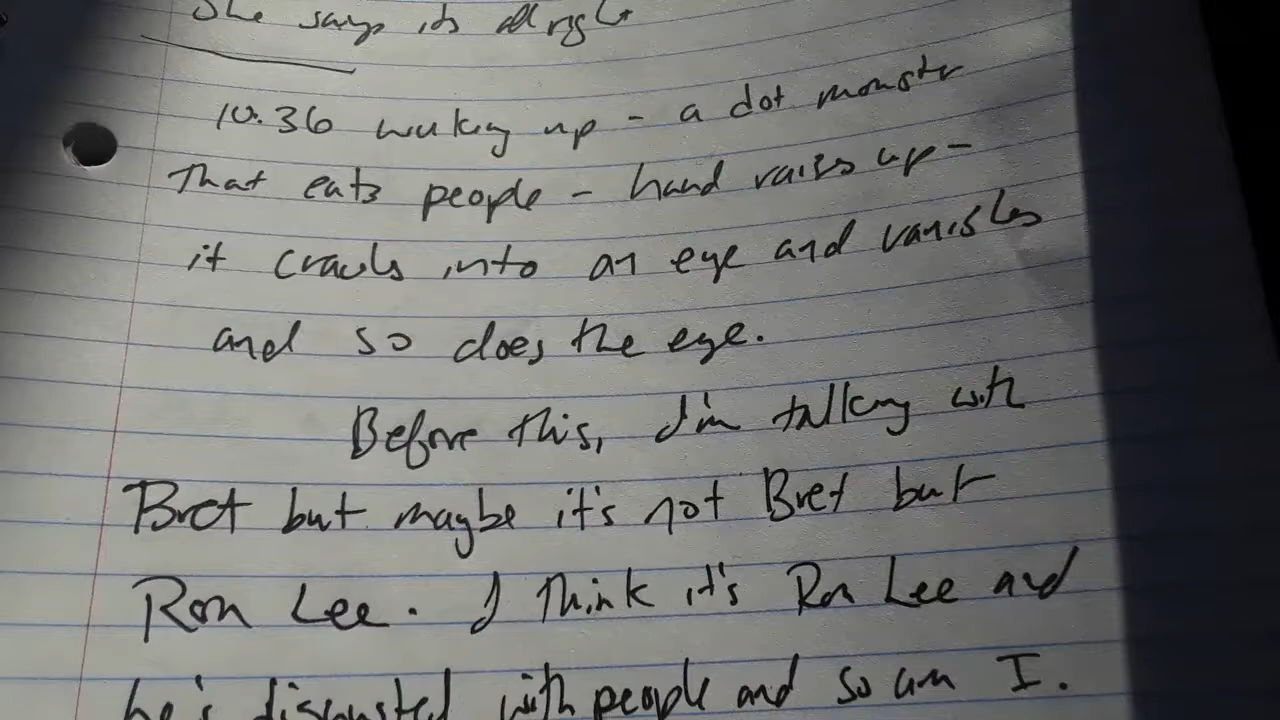 She says its allright
10.36 waking up - a dot monster
That eats people - hand raises up -
it crawls into an eye and vanishes
and so does the eye.
Before this, I'm talking with
Bret but maybe it's not Bret but
Ron Lee. I think it's Ron Lee and
he's disgusted with people and so am I.